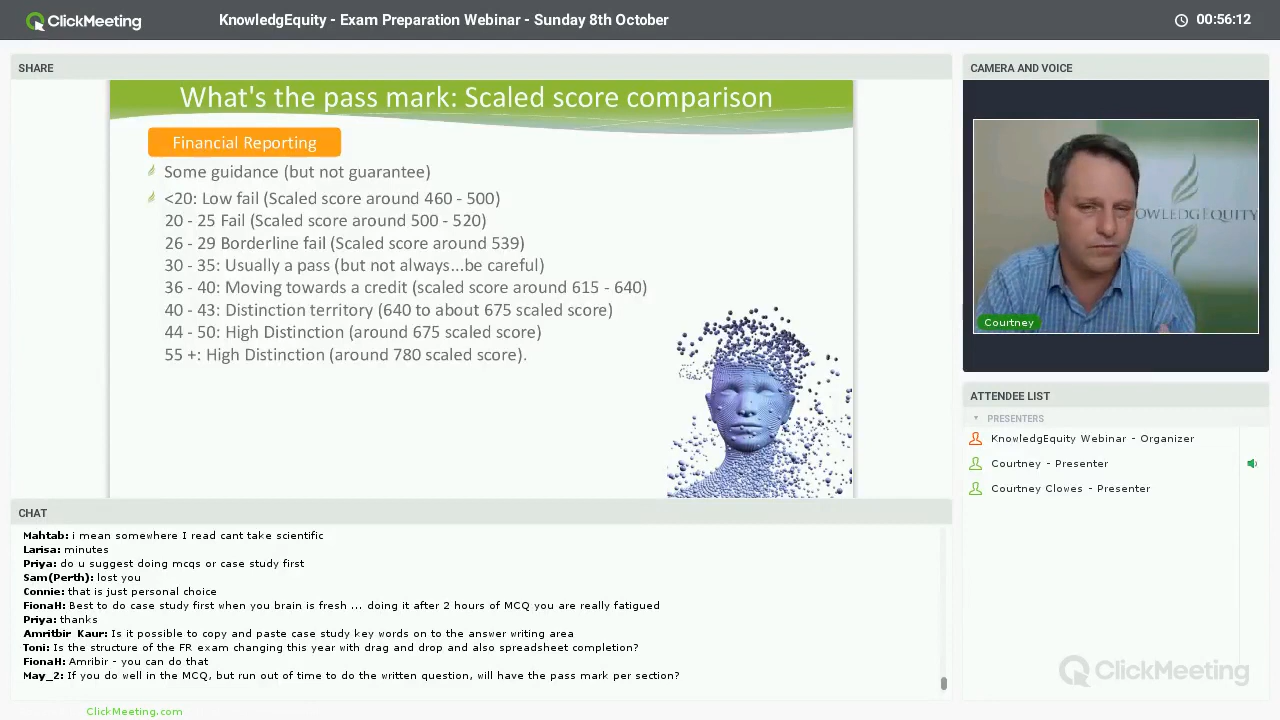 ClickMeeting
KnowledgEquity - Exam Preparation Webinar - Sunday 8th October
00:56:12
SHARE
What's the pass mark: Scaled score comparison
Financial Reporting
Some guidance (but not guarantee)
<20: Low fail (Scaled score around 460 - 500)
20 - 25 Fail (Scaled score around 500 - 520)
26 - 29 Borderline fail (Scaled score around 539)
30 - 35: Usually a pass (but not always...be careful)
36 - 40: Moving towards a credit (scaled score around 615 - 640)
40 - 43: Distinction territory (640 to about 675 scaled score)
44 - 50: High Distinction (around 675 scaled score)
55 +: High Distinction (around 780 scaled score).
CAMERA AND VOICE
OWLEDGEQUITY
Courtney
ATTENDEE LIST
PRESENTERS
KnowledgEquity Webinar - Organizer
Courtney - Presenter
Courtney Clowes - Presenter
CHAT
Mahtab: i mean somewhere I read cant take scientific
Larisa: minutes
Priya: do u suggest doing mcqs or case study first
Sam(Perth): lost you
Connie: that is just personal choice
FionaH: Best to do case study first when you brain is fresh ... doing it after 2 hours of MCQ you are really fatigued
Priya: thanks
Amritbir Kaur: Is it possible to copy and paste case study key words on to the answer writing area
Toni: Is the structure of the FR exam changing this year with drag and drop and also spreadsheet completion?
FionaH: Amribir - you can do that
May_2: If you do well in the MCQ, but run out of time to do the written question, will have the pass mark per section?
ClickMeeting
ClickMeeting.com